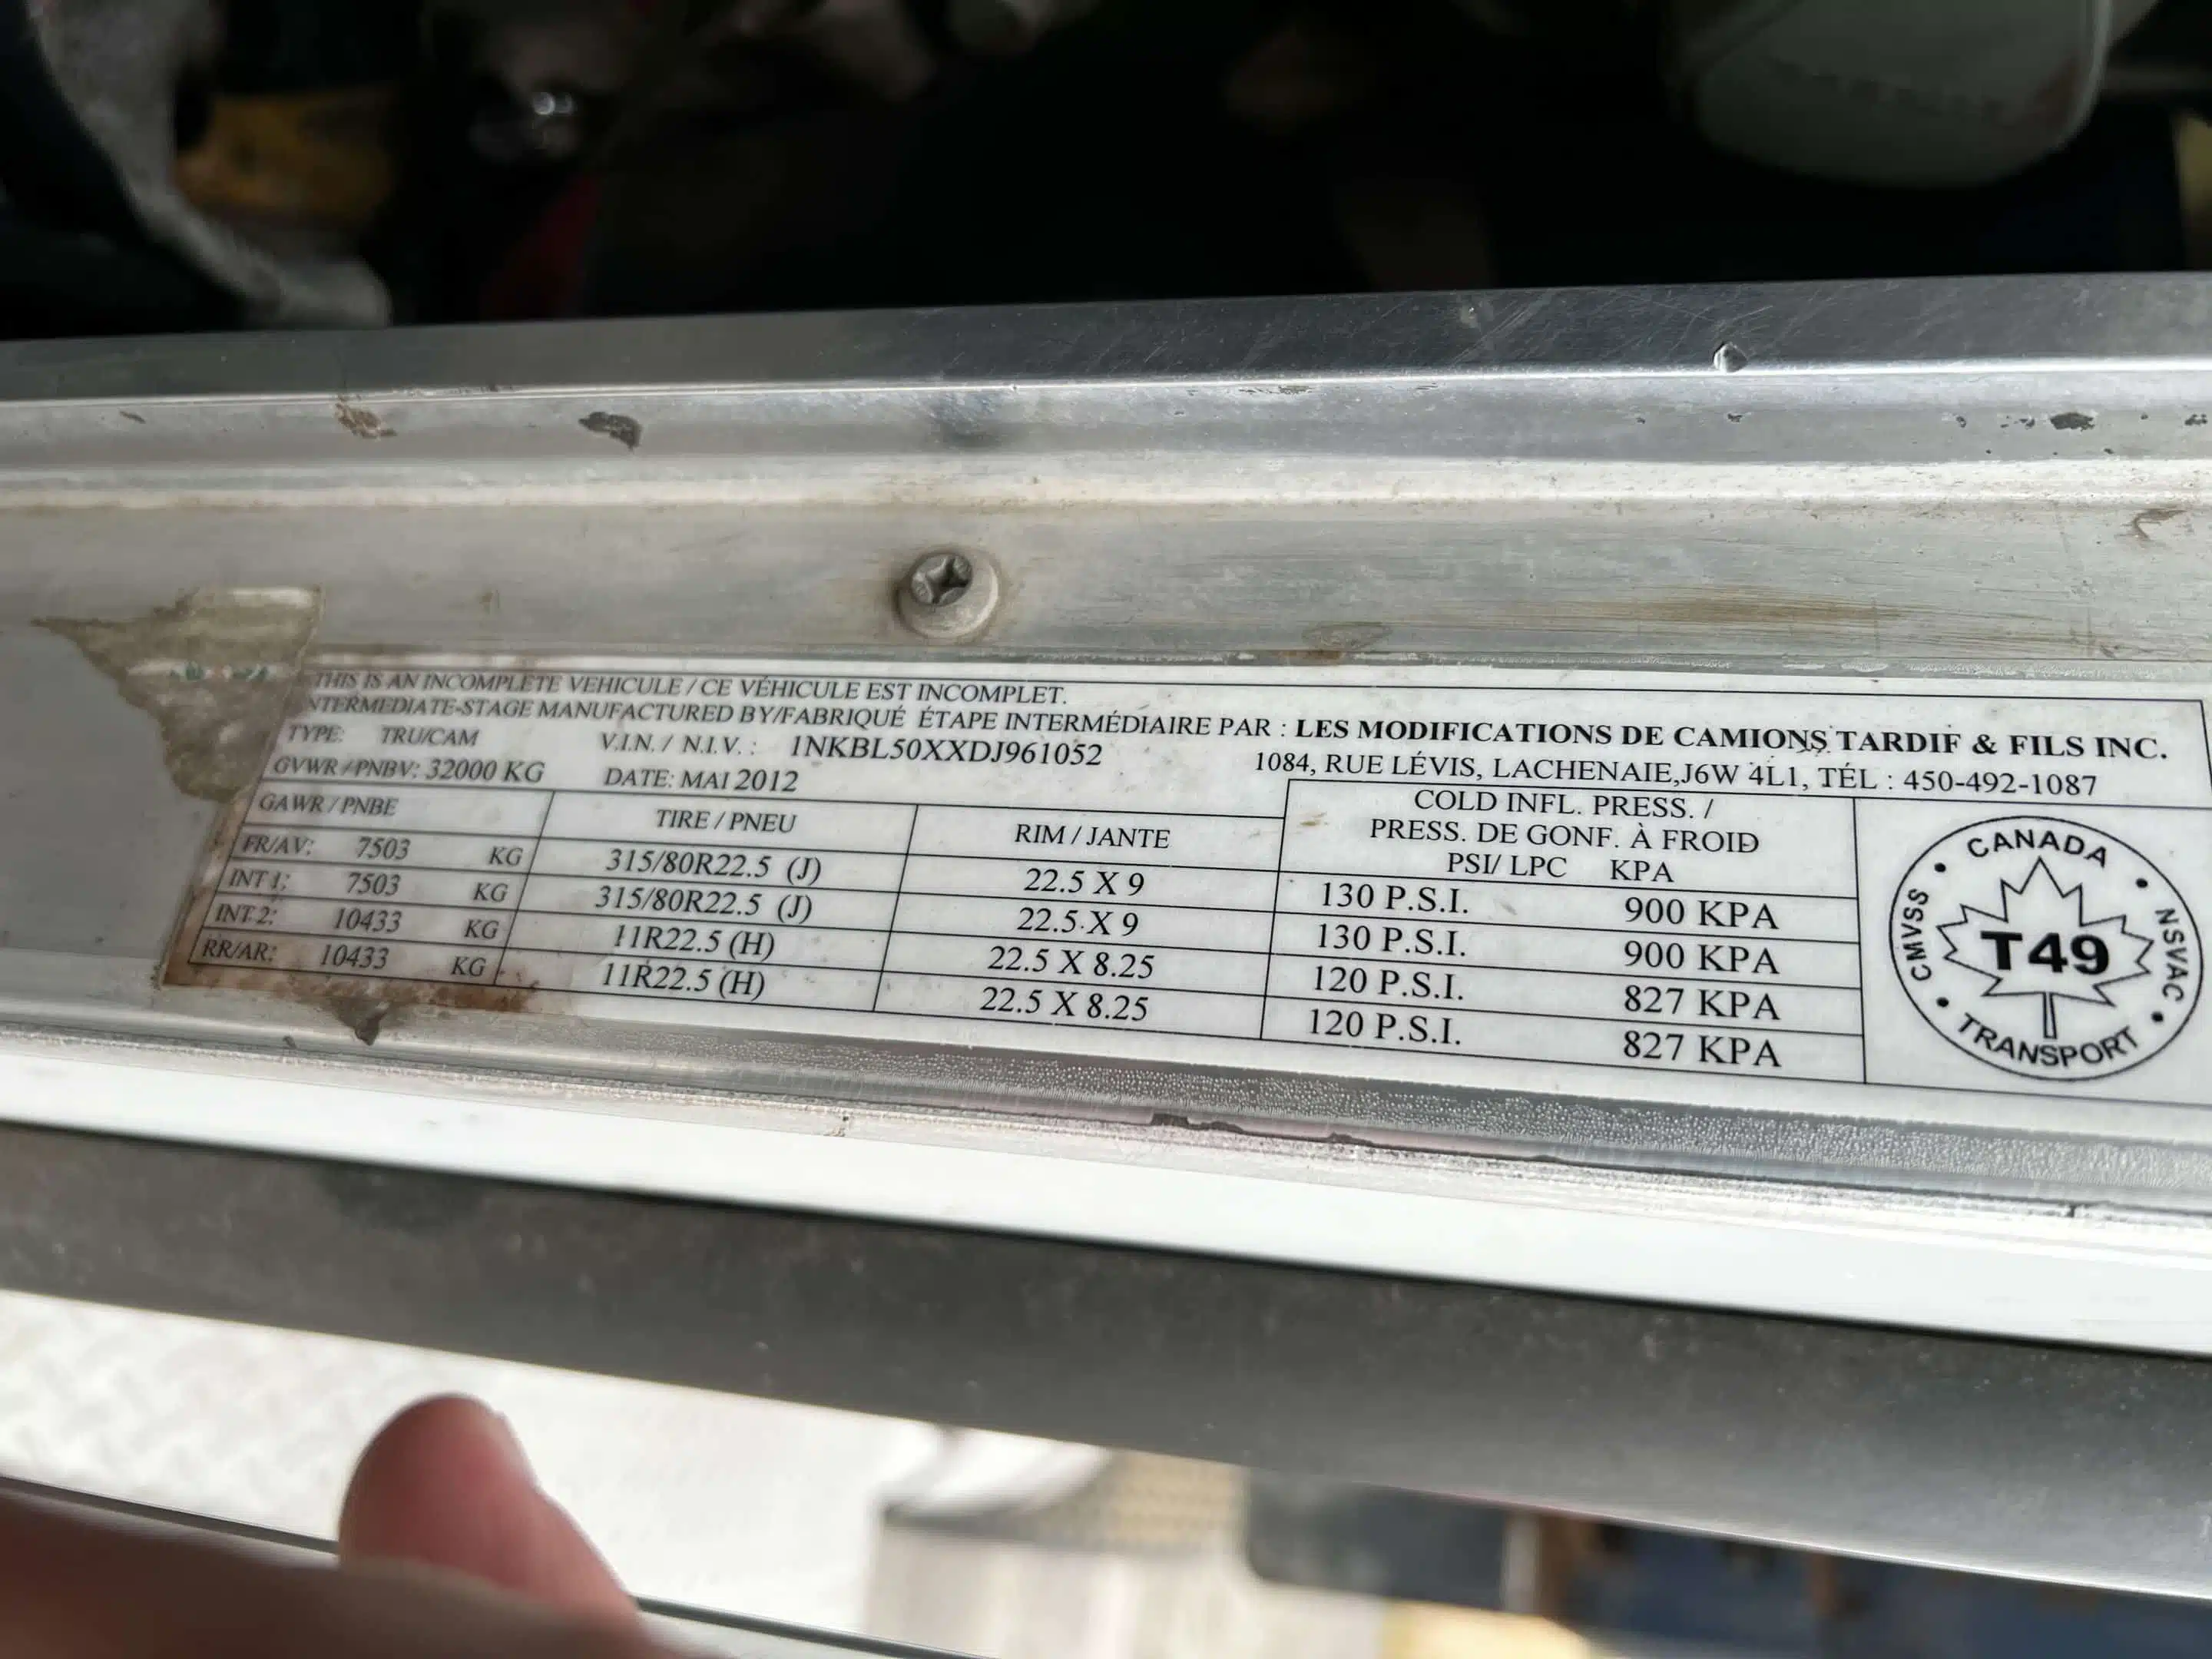 THIS IS AN INCOMPLETE VEHICULE / CE VÉHICULE EST INCOMPLET.
INTERMEDIATE-STAGE MANUFACTURED BY/FABRIQUÉ ÉTAPE INTERMÉDIAIRE PAR : LES MODIFICATIONS DE CAMIONS TARDIF & FILS INC.
TYPE: TRU/CAM V.I.N. / N.I.V. : 1NKBL50XXDJ961052 1084, RUE LÉVIS, LACHENAIE,J6W 4L1, TÉL : 450-492-1087
GVWR / PNBV: 32000 KG DATE: MAI 2012
GAWR / PNBE TIRE / PNEU RIM / JANTE COLD INFL. PRESS. /
PRESS. DE GONF. À FROID
PSI/ LPC KPA
FR/AV: 7503 KG 315/80R22.5 (J) 22.5 X 9 130 P.S.I. 900 KPA
INT 1: 7503 KG 315/80R22.5 (J) 22.5 X 9 130 P.S.I. 900 KPA
INT 2: 10433 KG 11R22.5 (H) 22.5 X 8.25 120 P.S.I. 827 KPA
RR/AR: 10433 KG 11R22.5 (H) 22.5 X 8.25 120 P.S.I. 827 KPA
CANADA
CMVSS
T49
NSVAC
TRANSPORT